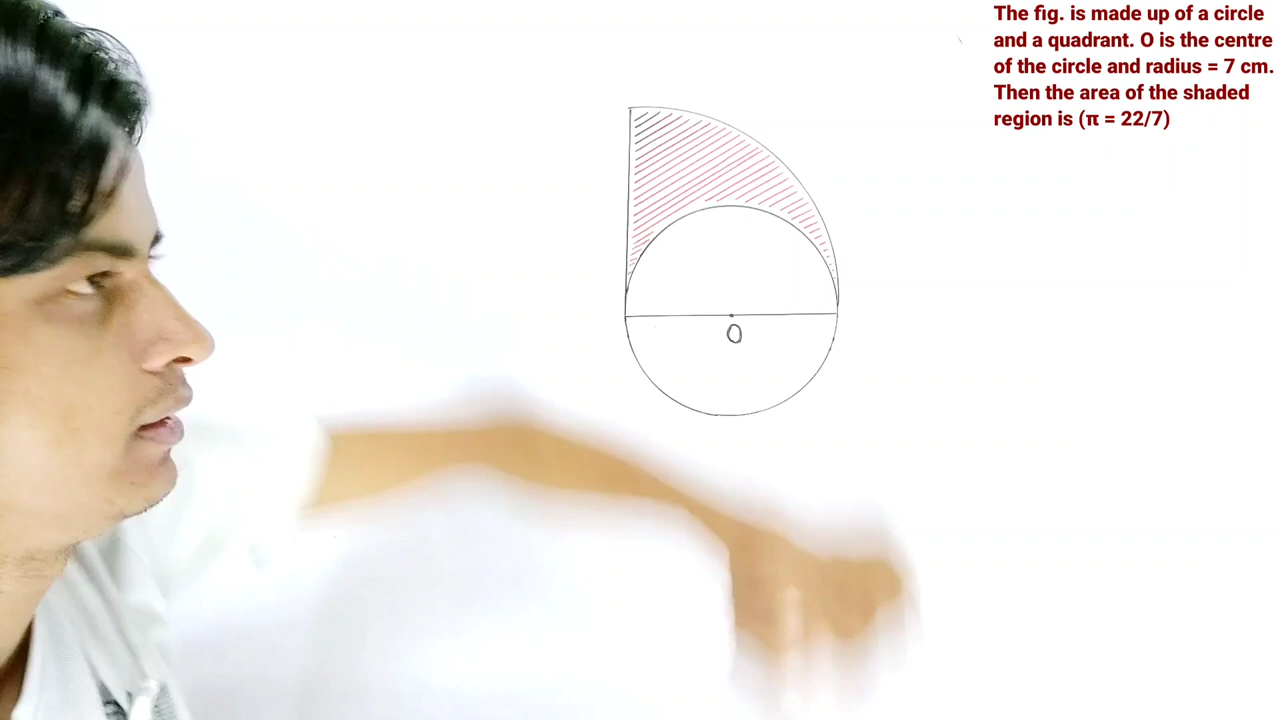 The fig. is made up of a circle
and a quadrant. O is the centre
of the circle and radius = 7 cm.
Then the area of the shaded
region is (π = 22/7)
O